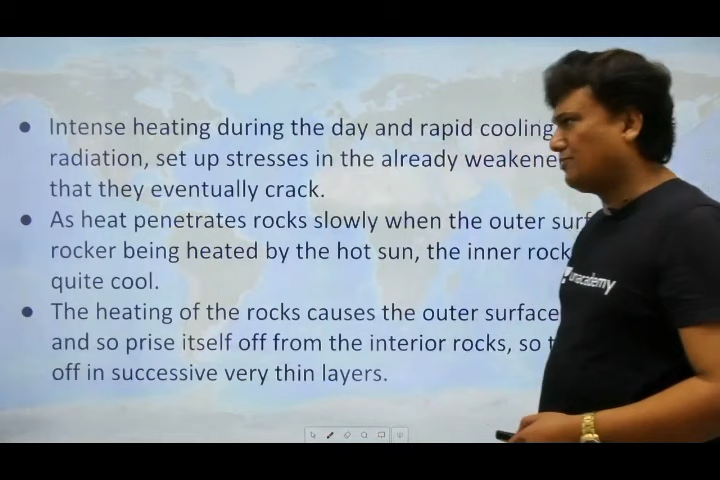 Intense heating during the day and rapid cooling
radiation, set up stresses in the already
that they eventually crack.
As heat penetrates rocks slowly when the outer
rocker being heated by the hot sun, the inner rock
quite cool.
The heating of the rocks causes the outer surface
and so prise itself off from the interior rocks, so
off in successive very thin layers.
unacademy